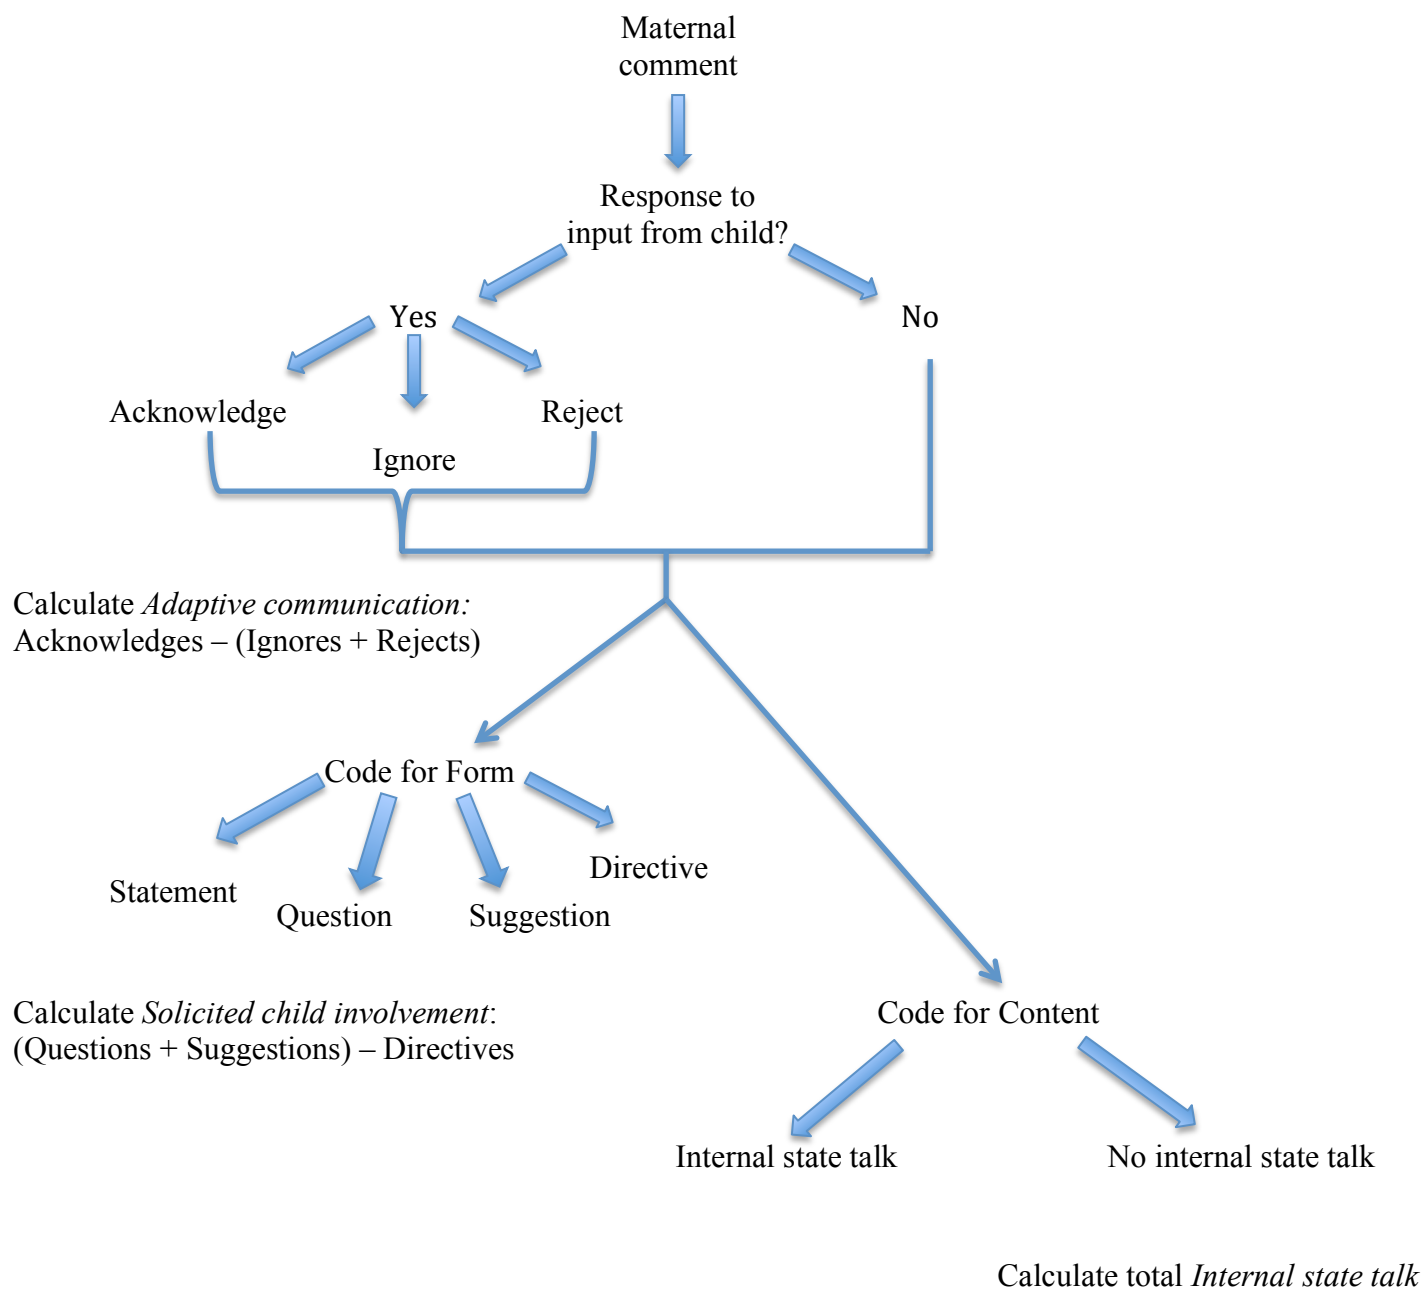 Maternal
comment
Response to
input from child?
Yes
No
Acknowledge
Reject
Ignore
Calculate Adaptive communication:
Acknowledges – (Ignores + Rejects)
Code for Form
Directive
Statement
Question
Suggestion
Calculate Solicited child involvement:
(Questions + Suggestions) – Directives
Code for Content
Internal state talk
No internal state talk
Calculate total Internal state talk